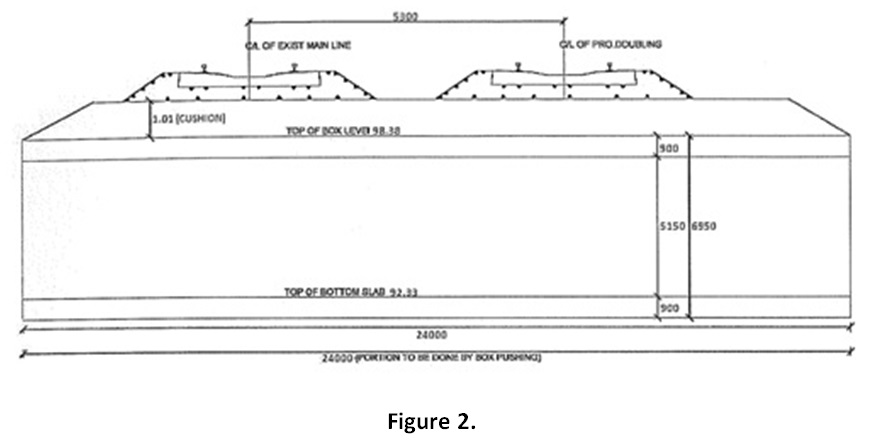 5300
C/L OF EXIST MAIN LINE
C/L OF PRO.DOUBLING
1.01 (CUSHION)
TOP OF BOX LEVEL 98.38
900
5150
6950
TOP OF BOTTOM SLAB 92.33
900
24000
24000 (PORTION TO BE DONE BY BOX PUSHING)
Figure 2.